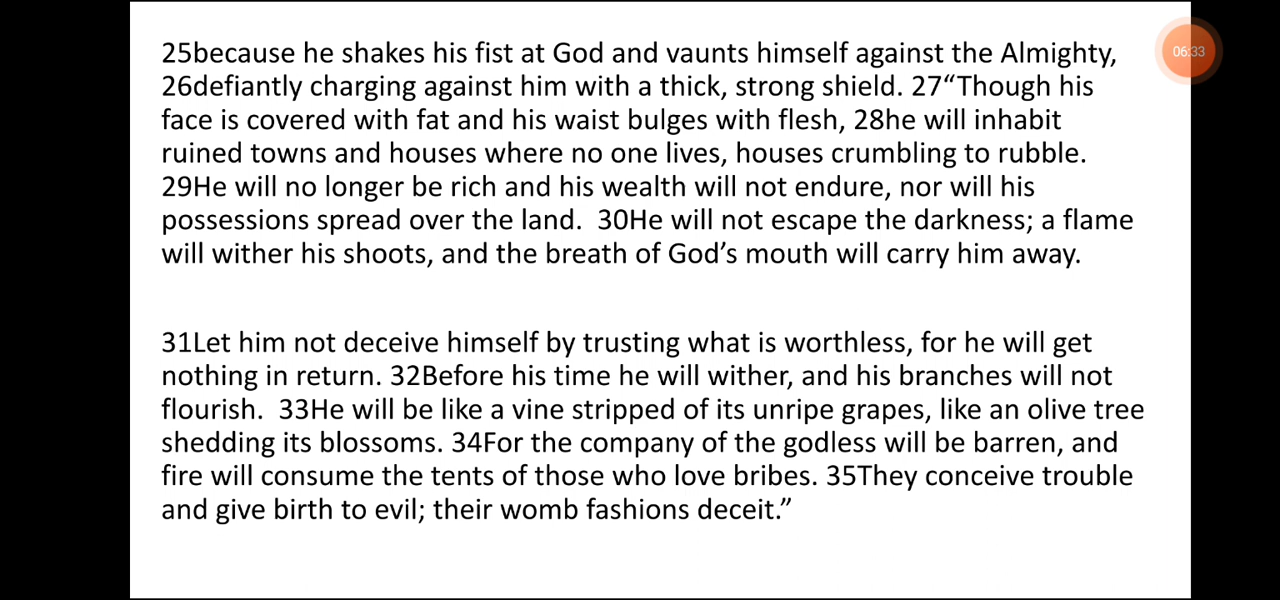 25because he shakes his fist at God and vaunts himself against the Almighty,
26defiantly charging against him with a thick, strong shield. 27“Though his
face is covered with fat and his waist bulges with flesh, 28he will inhabit
ruined towns and houses where no one lives, houses crumbling to rubble.
29He will no longer be rich and his wealth will not endure, nor will his
possessions spread over the land.  30He will not escape the darkness; a flame
will wither his shoots, and the breath of God’s mouth will carry him away.
31Let him not deceive himself by trusting what is worthless, for he will get
nothing in return. 32Before his time he will wither, and his branches will not
flourish.  33He will be like a vine stripped of its unripe grapes, like an olive tree
shedding its blossoms. 34For the company of the godless will be barren, and
fire will consume the tents of those who love bribes. 35They conceive trouble
and give birth to evil; their womb fashions deceit.”
06:33